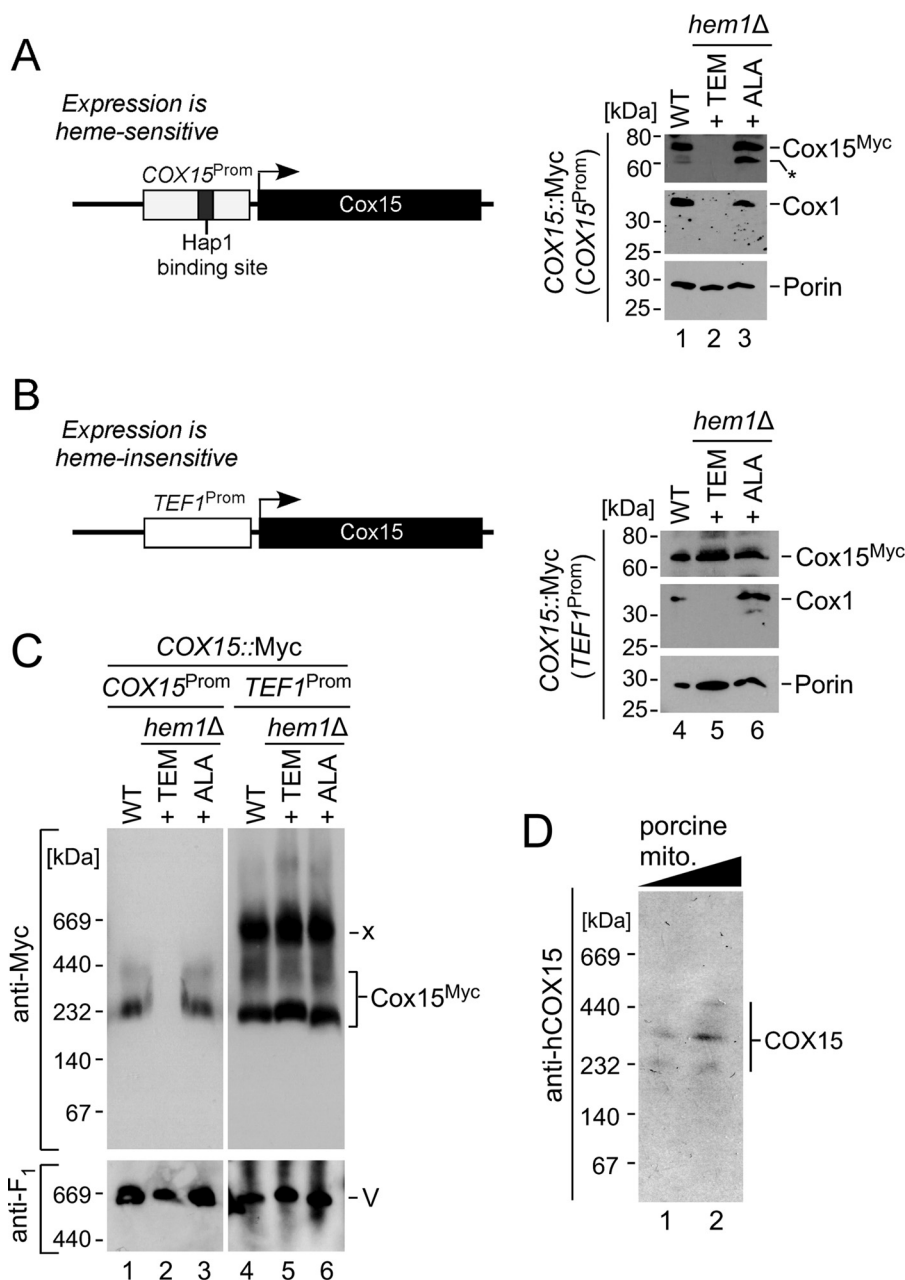 A
Expression is
heme-sensitive
COX15Prom
Cox15
Hap1
binding site
hem1Δ
WT
+ TEM
+ ALA
[kDa]
COX15::Myc
(COX15Prom)
80
60
30
25
30
25
Cox15Myc
*
Cox1
Porin
1 2 3
B
Expression is
heme-insensitive
TEF1Prom
Cox15
hem1Δ
WT
+ TEM
+ ALA
[kDa]
COX15::Myc
(TEF1Prom)
80
60
30
25
30
25
Cox15Myc
Cox1
Porin
4 5 6
C
COX15::Myc
COX15Prom TEF1Prom
hem1Δ hem1Δ
WT
+ TEM
+ ALA
WT
+ TEM
+ ALA
anti-Myc
[kDa]
669
440
232
140
67
x
Cox15Myc
anti-F1
669
440
V
1 2 3 4 5 6
D
porcine
mito.
anti-hCOX15
[kDa]
669
440
232
140
67
COX15
1 2